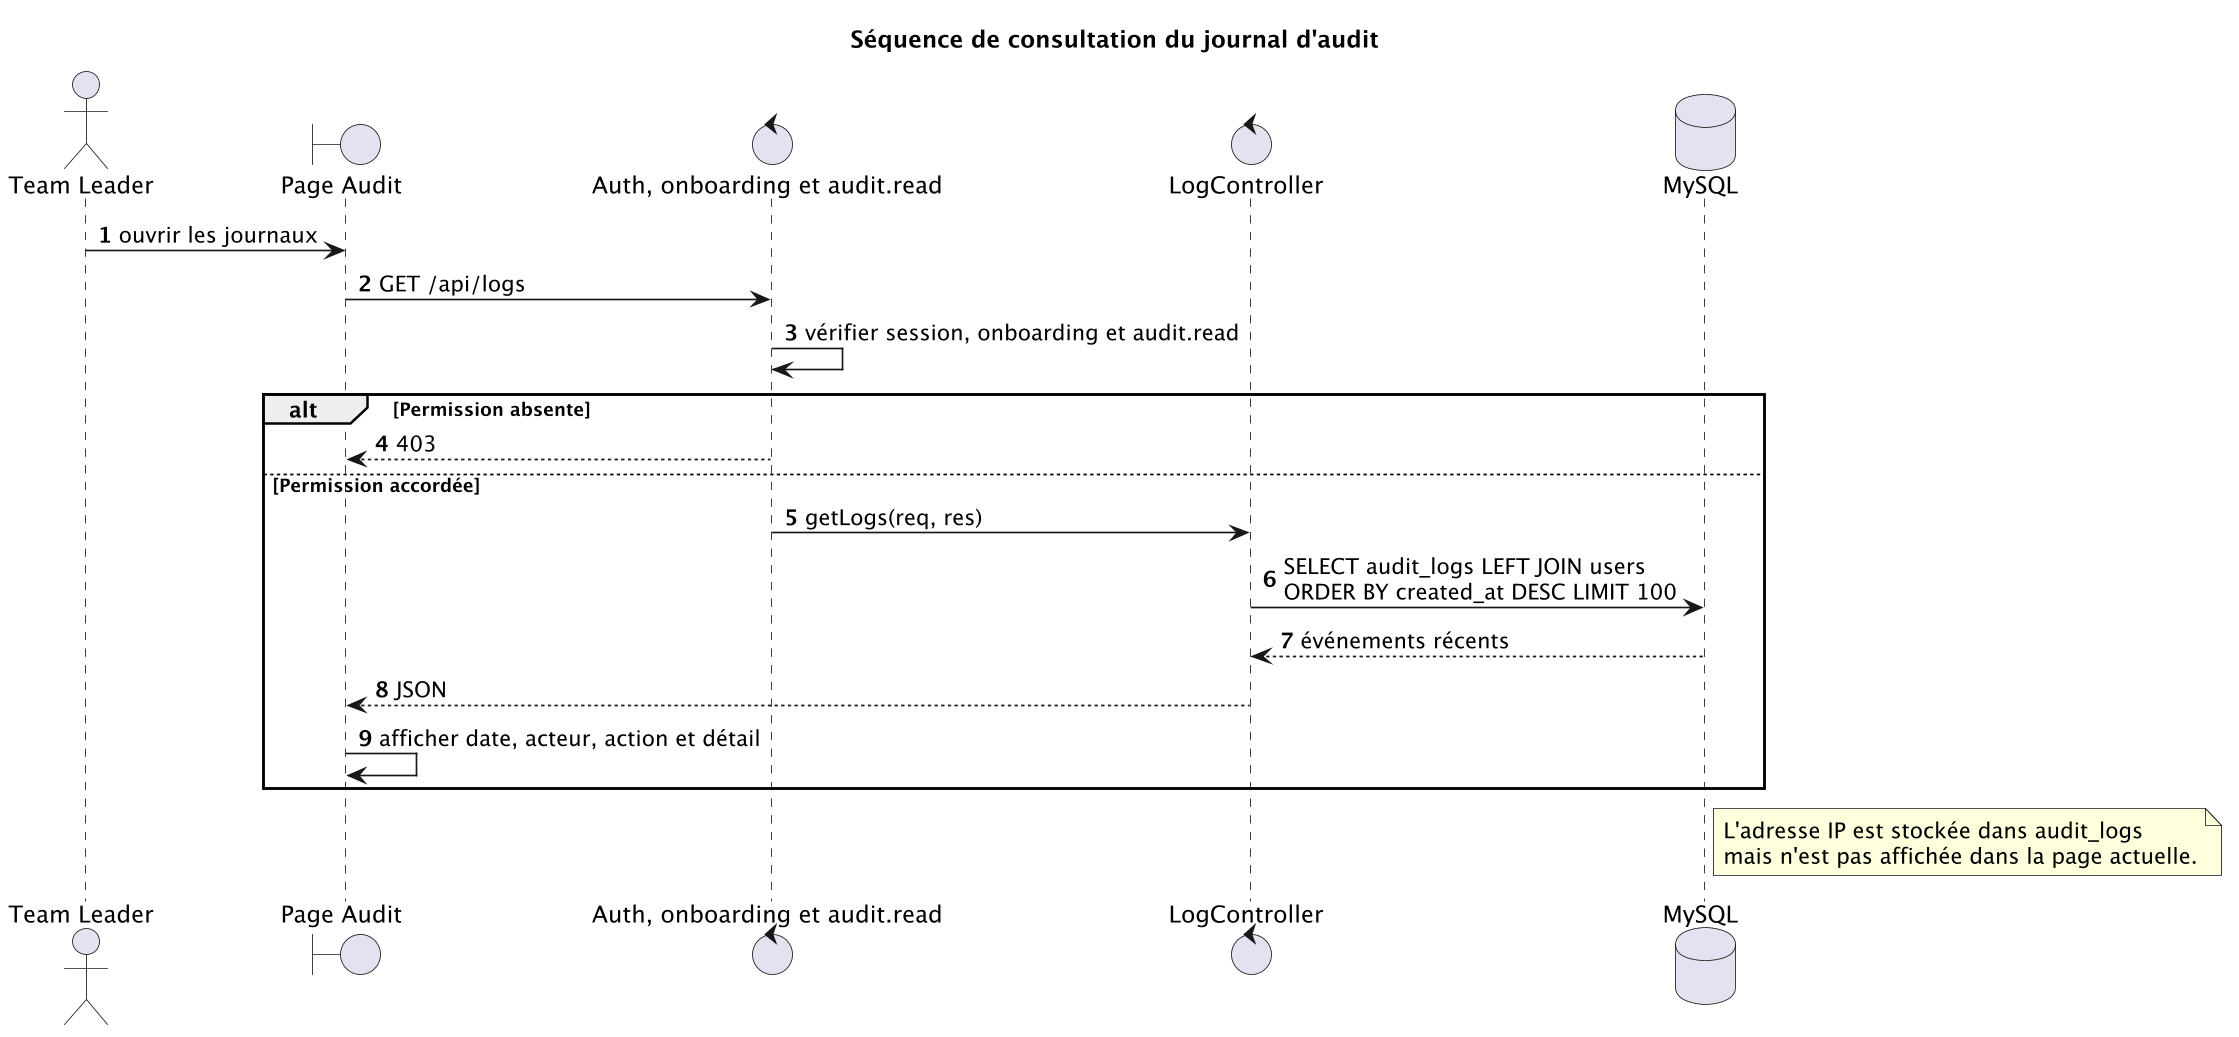 Séquence de consultation du journal d'audit
Team Leader
Page Audit
Auth, onboarding et audit.read
LogController
MySQL
1 ouvrir les journaux
2 GET /api/logs
3 vérifier session, onboarding et audit.read
alt [Permission absente]
4 403
[Permission accordée]
5 getLogs(req, res)
6 SELECT audit_logs LEFT JOIN users
ORDER BY created_at DESC LIMIT 100
7 événements récents
8 JSON
9 afficher date, acteur, action et détail
L'adresse IP est stockée dans audit_logs
mais n'est pas affichée dans la page actuelle.
Team Leader
Page Audit
Auth, onboarding et audit.read
LogController
MySQL